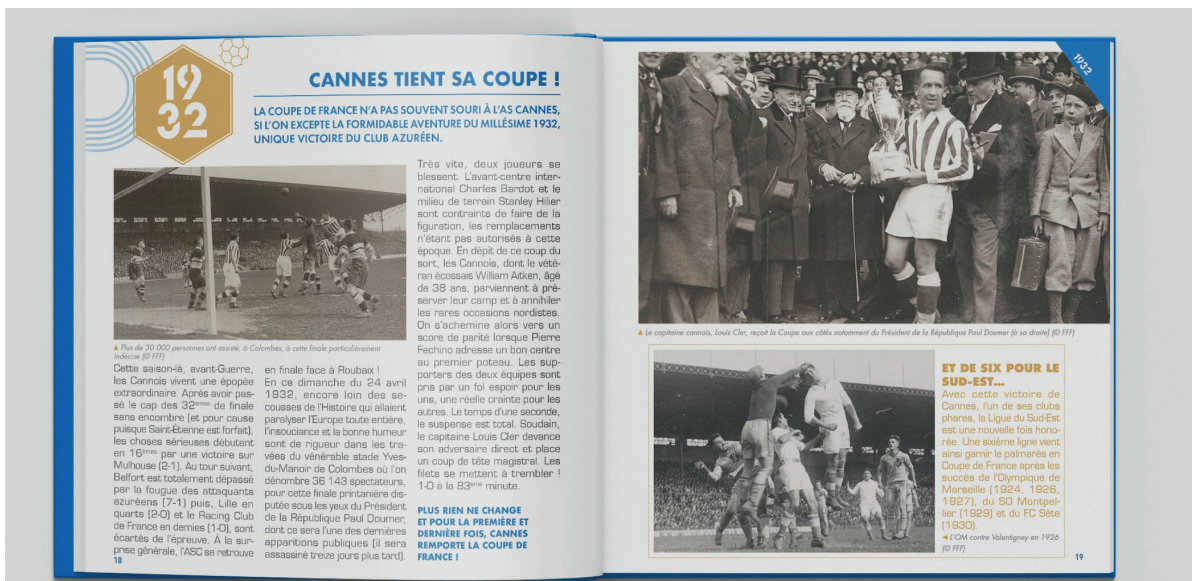 19
32
CANNES TIENT SA COUPE !
LA COUPE DE FRANCE N'A PAS SOUVENT SOURI À L'AS CANNES,
SI L'ON EXCEPTE LA FORMIDABLE AVENTURE DU MILLÉSIME 1932,
UNIQUE VICTOIRE DU CLUB AZURÉEN.
▲ Plus de 30 000 personnes ont assisté, à Colombes, à cette finale particulièrement
indécise (© FFF)
Cette saison-là, avant-Guerre,
les Cannois vivent une épopée
extraordinaire. Après avoir pas-
sé le cap des 32èmes de finale
sans encombre (et pour cause
puisque Saint-Étienne est forfait),
les choses sérieuses débutent
en 16èmes par une victoire sur
Mulhouse (2-1). Au tour suivant,
Belfort est totalement dépassé
par la fougue des attaquants
azuréens (7-1) puis, Lille en
quarts (2-0) et le Racing Club
de France en demies (1-0), sont
écartés de l'épreuve. À la sur-
prise générale, l'ASC se retrouve
en finale face à Roubaix !
En ce dimanche du 24 avril
1932, encore loin des se-
cousses de l'Histoire qui allaient
paralyser l'Europe toute entière,
l'insouciance et la bonne humeur
sont de rigueur dans les tra-
vées du vénérable stade Yves-
du-Manoir de Colombes où l'on
dénombre 36 143 spectateurs,
pour cette finale printanière dis-
putée sous les yeux du Président
de la République Paul Doumer,
dont ce sera l'une des dernières
apparitions publiques (il sera
assassiné treize jours plus tard).
Très vite, deux joueurs se
blessent. L'avant-centre inter-
national Charles Bardot et le
milieu de terrain Stanley Hilier
sont contraints de faire de la
figuration, les remplacements
n'étant pas autorisés à cette
époque. En dépit de ce coup du
sort, les Cannois, dont le vété-
ran écossais William Aitken, âgé
de 38 ans, parviennent à pré-
server leur camp et à annihiler
les rares occasions nordistes.
On s'achemine alors vers un
score de parité lorsque Pierre
Fechino adresse un bon centre
au premier poteau. Les sup-
porters des deux équipes sont
pris par un fol espoir pour les
uns, une réelle crainte pour les
autres. Le temps d'une seconde,
le suspense est total. Soudain,
le capitaine Louis Cler devance
son adversaire direct et place
un coup de tête magistral. Les
filets se mettent à trembler !
1-0 à la 83ème minute.
PLUS RIEN NE CHANGE
ET POUR LA PREMIÈRE ET
DERNIÈRE FOIS, CANNES
REMPORTE LA COUPE DE
FRANCE !
18
1932
▲ Le capitaine cannois, Louis Cler, reçoit la Coupe aux côtés notamment du Président de la République Paul Doumer (à sa droite) (© FFF)
ET DE SIX POUR LE
SUD-EST...
Avec cette victoire de
Cannes, l'un de ses clubs
phares, la Ligue du Sud-Est
est une nouvelle fois hono-
rée. Une sixième ligne vient
ainsi garnir le palmarès en
Coupe de France après les
succès de l'Olympique de
Marseille (1924, 1926,
1927), du SO Montpel-
lier (1929) et du FC Sète
(1930).
◄ L'OM contre Valentigney en 1926
(© FFF)
19